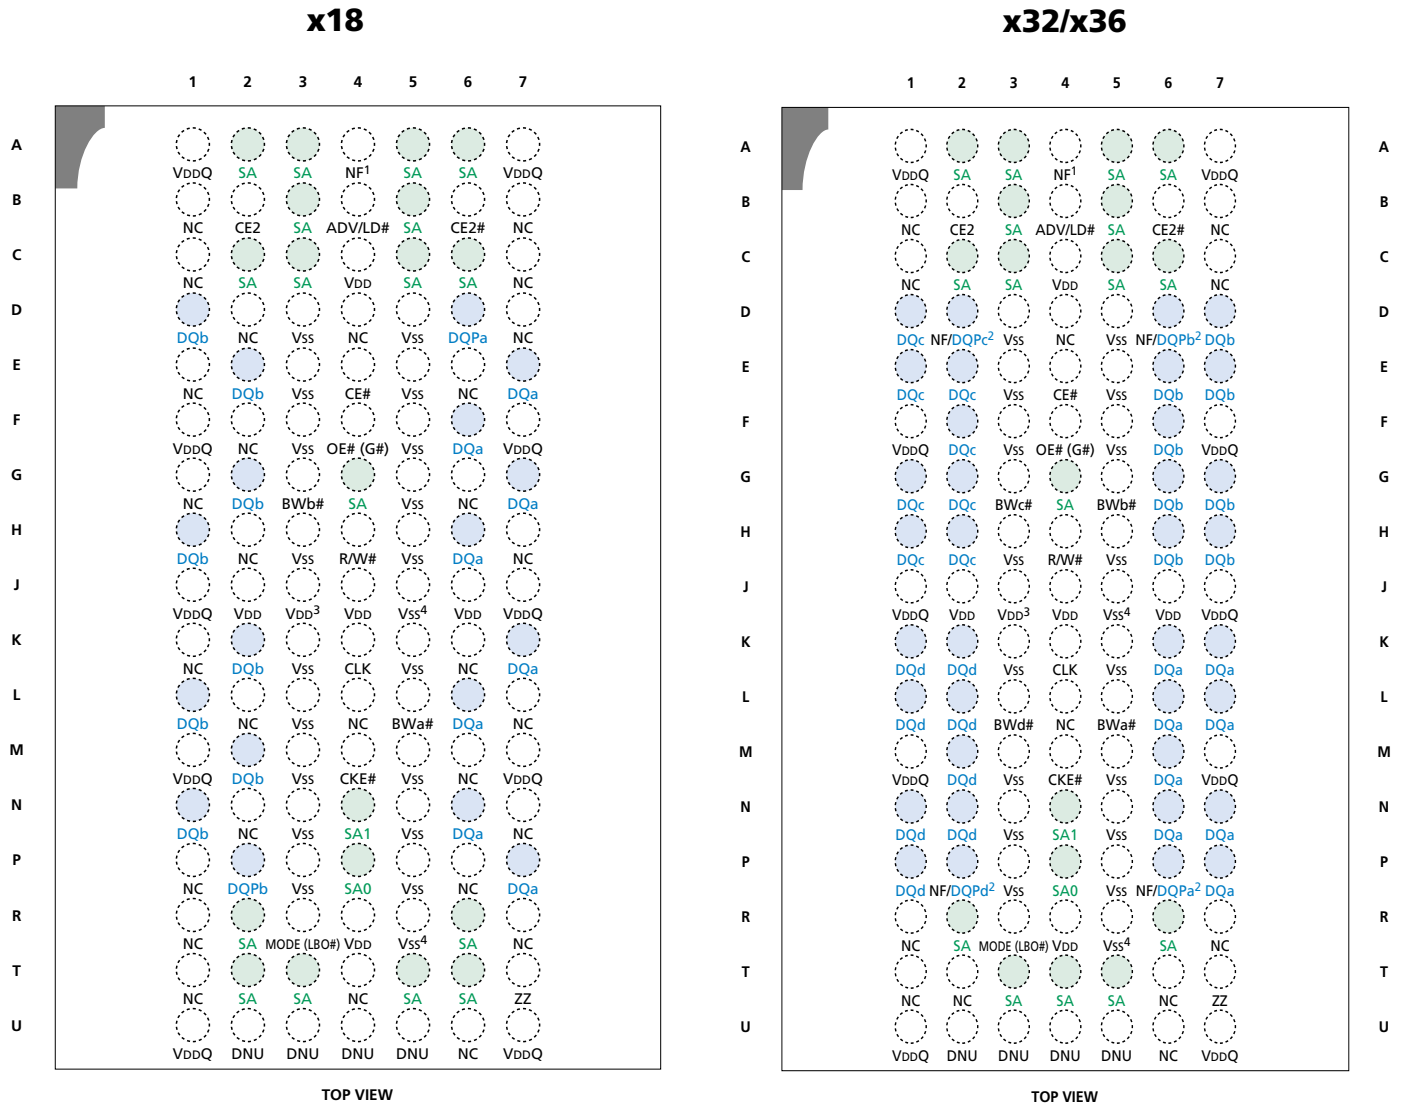 x18
1 2 3 4 5 6 7
A
VDDQ SA SA NF1 SA SA VDDQ
B
NC CE2 SA ADV/LD# SA CE2# NC
C
NC SA SA VDD SA SA NC
D
DQb NC Vss NC Vss DQPa NC
E
NC DQb Vss CE# Vss NC DQa
F
VDDQ NC Vss OE# (G#) Vss DQa VDDQ
G
NC DQb BWb# SA Vss NC DQa
H
DQb NC Vss R/W# Vss DQa NC
J
VDDQ VDD VDD3 VDD Vss4 VDD VDDQ
K
NC DQb Vss CLK Vss NC DQa
L
DQb NC Vss NC BWa# DQa NC
M
VDDQ DQb Vss CKE# Vss NC VDDQ
N
DQb NC Vss SA1 Vss DQa NC
P
NC DQPb Vss SA0 Vss NC DQa
R
NC SA MODE (LBO#) VDD Vss4 SA NC
T
NC SA SA NC SA SA ZZ
U
VDDQ DNU DNU DNU DNU NC VDDQ
TOP VIEW
x32/x36
1 2 3 4 5 6 7
A A
VDDQ SA SA NF1 SA SA VDDQ
B B
NC CE2 SA ADV/LD# SA CE2# NC
C C
NC SA SA VDD SA SA NC
D D
DQc NF/DQPc2 Vss NC Vss NF/DQPb2 DQb
E E
DQc DQc Vss CE# Vss DQb DQb
F F
VDDQ DQc Vss OE# (G#) Vss DQb VDDQ
G G
DQc DQc BWc# SA BWb# DQb DQb
H H
DQc DQc Vss R/W# Vss DQb DQb
J J
VDDQ VDD VDD3 VDD Vss4 VDD VDDQ
K K
DQd DQd Vss CLK Vss DQa DQa
L L
DQd DQd BWd# NC BWa# DQa DQa
M M
VDDQ DQd Vss CKE# Vss DQa VDDQ
N N
DQd DQd Vss SA1 Vss DQa DQa
P P
DQd NF/DQPd2 Vss SA0 Vss NF/DQPa2 DQa
R R
NC SA MODE (LBO#) VDD Vss4 SA NC
T T
NC NC SA SA SA NC ZZ
U U
VDDQ DNU DNU DNU DNU NC VDDQ
TOP VIEW